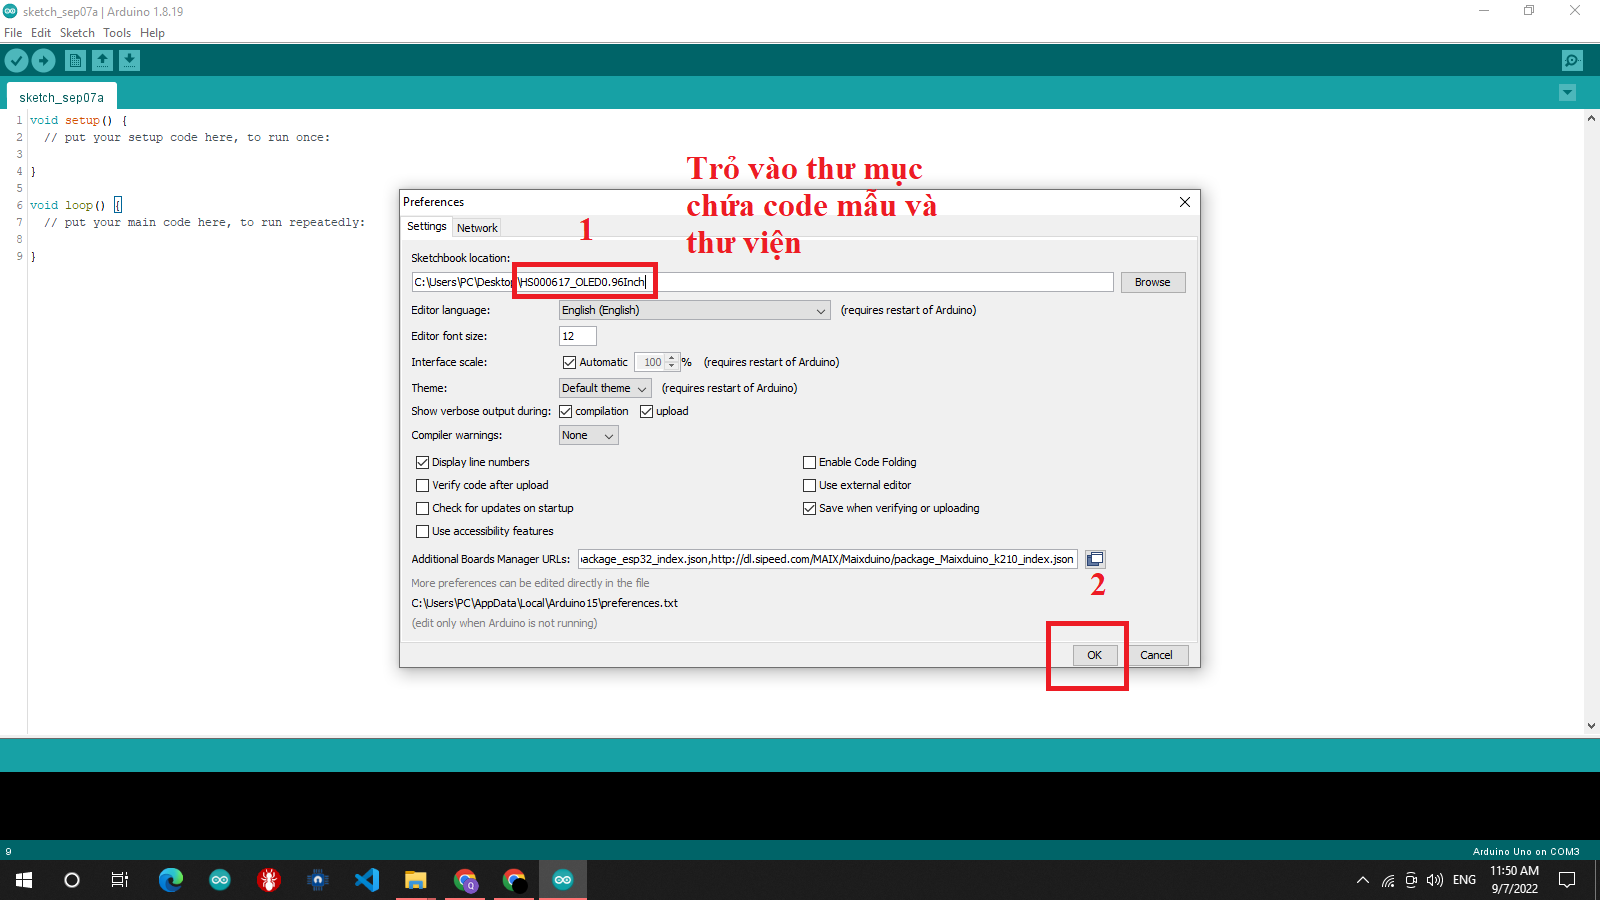 sketch_sep07a | Arduino 1.8.19
File Edit Sketch Tools Help
sketch_sep07a
1 void setup() {
2 // put your setup code here, to run once:
3
4 }
5
6 void loop() {
7 // put your main code here, to run repeatedly:
8
9 }
Trỏ vào thư mục
chứa code mẫu và
thư viện
Preferences
Settings Network
1
Sketchbook location:
C:\Users\PC\Desktop\HS000617_OLED0.96Inch Browse
Editor language: English (English) (requires restart of Arduino)
Editor font size: 12
Interface scale: Automatic 100 % (requires restart of Arduino)
Theme: Default theme (requires restart of Arduino)
Show verbose output during: compilation upload
Compiler warnings: None
Display line numbers Enable Code Folding
Verify code after upload Use external editor
Check for updates on startup Save when verifying or uploading
Use accessibility features
Additional Boards Manager URLs: package_esp32_index.json,http://dl.sipeed.com/MAIX/Maixduino/package_Maixduino_k210_index.json
More preferences can be edited directly in the file
2
C:\Users\PC\AppData\Local\Arduino15\preferences.txt
(edit only when Arduino is not running)
OK Cancel
9 Arduino Uno on COM3
Q ENG 11:50 AM
9/7/2022